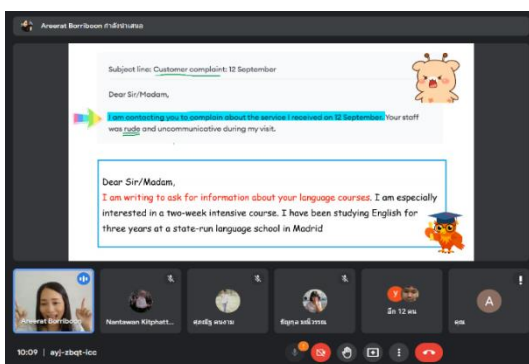 Areerat Borriboon กำลังนำเสนอ
Subject line: Customer complaint: 12 September
Dear Sir/Madam,
I am contacting you to complain about the service I received on 12 September. Your staff
was rude and uncommunicative during my visit.
Dear Sir/Madam,
I am writing to ask for information about your language courses. I am especially
interested in a two-week intensive course. I have been studying English for
three years at a state-run language school in Madrid
Y
A
Areerat Borriboon
Nantawan Kitphatt...
อีก 12 คน
คุณ
10:09 | ayj-zbqt-icc